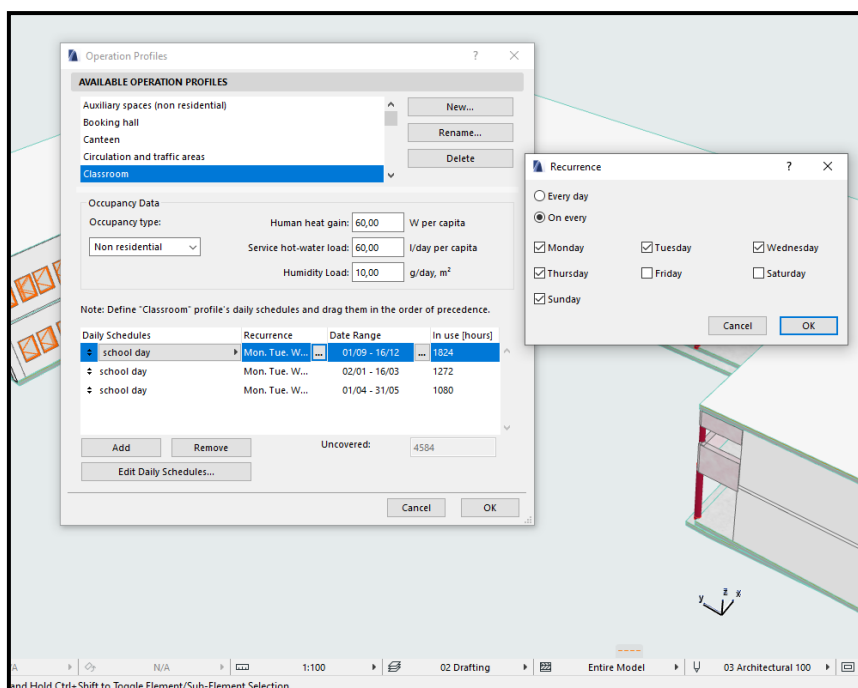 Operation Profiles
?
AVAILABLE OPERATION PROFILES
Auxiliary spaces (non residential)
Booking hall
Canteen
Circulation and traffic areas
Classroom
New...
Rename...
Delete
Occupancy Data
Occupancy type:
Non residential
Human heat gain: 60,00 W per capita
Service hot-water load: 60,00 l/day per capita
Humidity Load: 10,00 g/day, m²
Note: Define "Classroom" profile's daily schedules and drag them in the order of precedence.
Daily Schedules Recurrence Date Range In use [hours]
school day Mon. Tue. W... ... 01/09 - 16/12 ... 1824
school day Mon. Tue. W... 02/01 - 16/03 1272
school day Mon. Tue. W... 01/04 - 31/05 1080
Add Remove Uncovered: 4584
Edit Daily Schedules...
Cancel OK
Recurrence ?
Every day
On every
Monday Tuesday Wednesday
Thursday Friday Saturday
Sunday
Cancel OK
y z x
/A N/A 1:100 02 Drafting Entire Model 03 Architectural 100
and Hold Ctrl+Shift to Toggle Element/Sub-Element Selection.